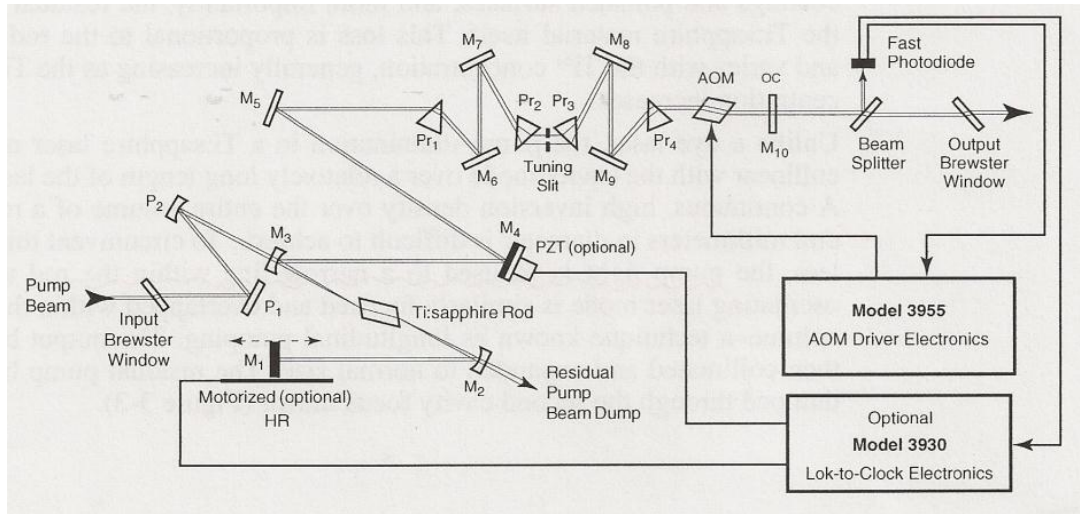 M7
M8
Fast
Photodiode
M5
Pr2
Pr3
AOM
OC
Pr1
Pr4
M10
M6
Tuning
Slit
M9
Beam
Splitter
Output
Brewster
Window
P2
M3
M4
PZT (optional)
Pump
Beam
Input
Brewster
Window
P1
Ti:sapphire Rod
Model 3955
AOM Driver Electronics
M1
M2
Residual
Pump
Beam Dump
Motorized (optional)
HR
Optional
Model 3930
Lok-to-Clock Electronics